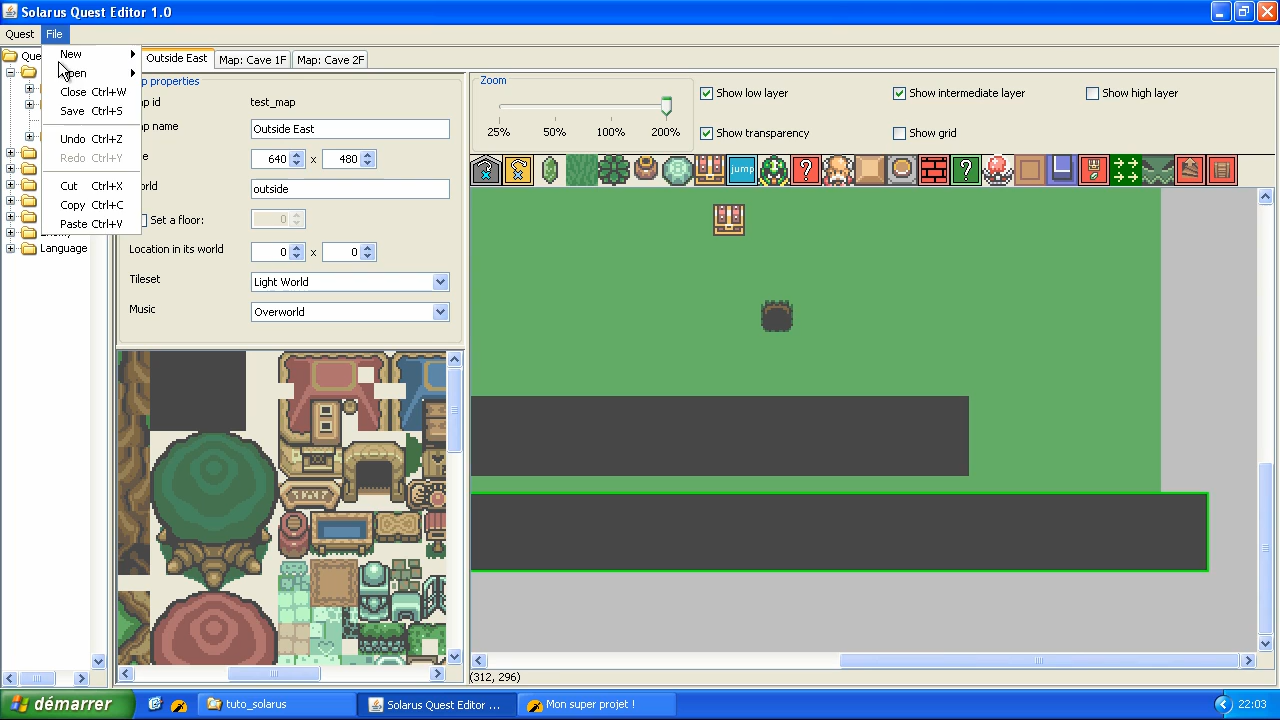 Solarus Quest Editor 1.0
Quest File
New
Close Ctrl+W
Save Ctrl+S
Undo Ctrl+Z
Redo Ctrl+Y
Cut Ctrl+X
Copy Ctrl+C
Paste Ctrl+V
Language
Outside East Map: Cave 1F Map: Cave 2F
properties
test_map
name Outside East
640 x 480
outside
Set a floor: 0
Location in its world 0 x 0
Tileset Light World
Music Overworld
Zoom
25% 50% 100% 200%
Show low layer Show intermediate layer Show high layer
Show transparency Show grid
jump
? ?
(312, 296)
démarrer tuto_solarus Solarus Quest Editor ... Mon super projet ! 22:03